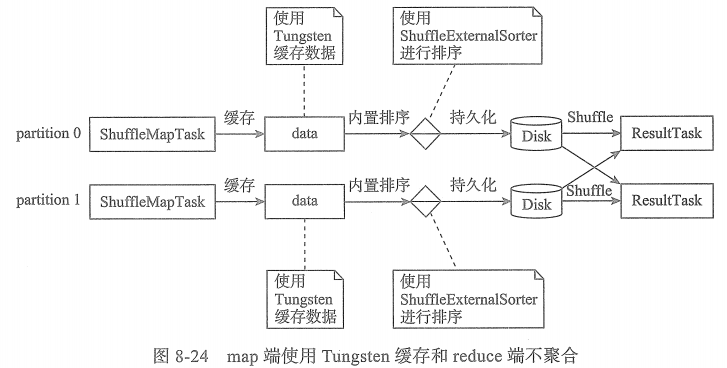 使用
Tungsten
缓存数据
使用
ShuffleExternalSorter
进行排序
partition 0
ShuffleMapTask
缓存
data
内置排序
持久化
Disk
Shuffle
ResultTask
partition 1
ShuffleMapTask
缓存
data
内置排序
持久化
Disk
Shuffle
ResultTask
使用
Tungsten
缓存数据
使用
ShuffleExternalSorter
进行排序
图 8-24 map 端使用 Tungsten 缓存和 reduce 端不聚合